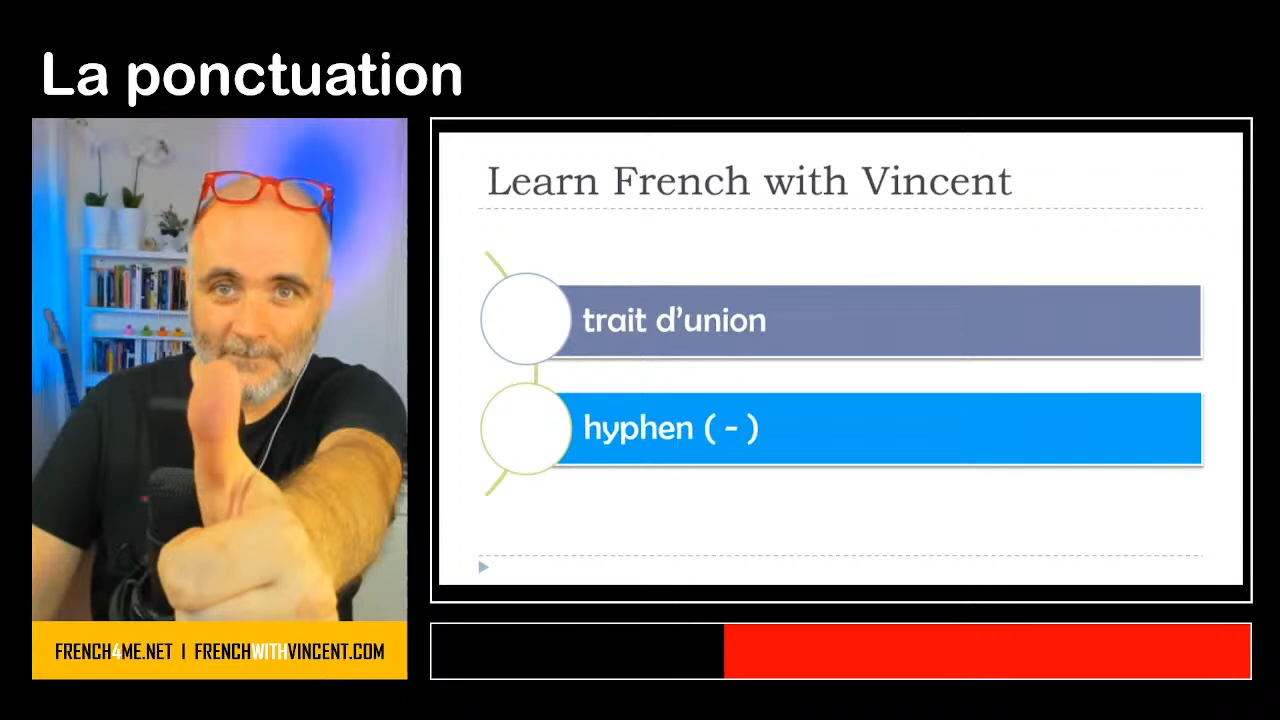 La ponctuation
Learn French with Vincent
trait d’union
hyphen ( - )
FRENCH4ME.NET I FRENCHWITHVINCENT.COM